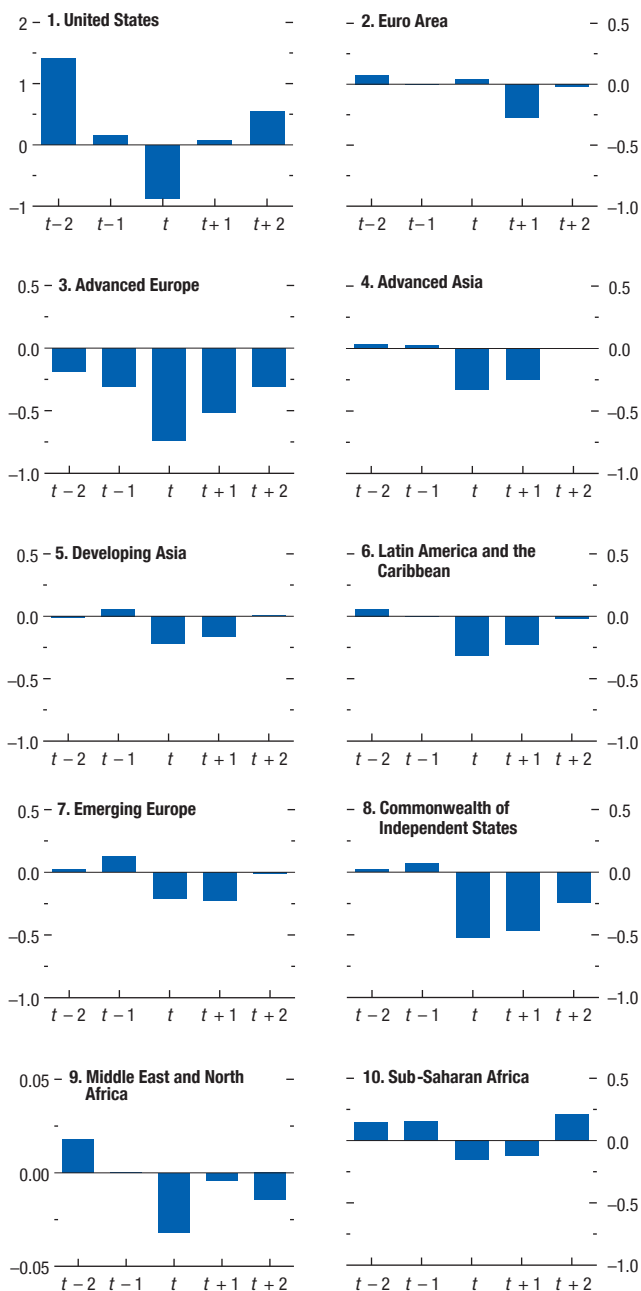 1. United States
2
1
0
–1
t–2 t–1 t t+1 t+2
2. Euro Area
0.5
0.0
–0.5
–1.0
t–2 t–1 t t+1 t+2
3. Advanced Europe
0.5
0.0
–0.5
–1.0
t – 2 t – 1 t t + 1 t + 2
4. Advanced Asia
0.5
0.0
–0.5
–1.0
t – 2 t – 1 t t + 1 t + 2
5. Developing Asia
0.5
0.0
–0.5
–1.0
t – 2 t – 1 t t + 1 t + 2
6. Latin America and the
Caribbean
0.5
0.0
–0.5
–1.0
t – 2 t – 1 t t + 1 t + 2
7. Emerging Europe
0.5
0.0
–0.5
–1.0
t – 2 t – 1 t t + 1 t + 2
8. Commonwealth of
Independent States
0.5
0.0
–0.5
–1.0
t – 2 t – 1 t t + 1 t + 2
9. Middle East and North
Africa
0.05
0.00
–0.05
t – 2 t – 1 t t + 1 t + 2
10. Sub-Saharan Africa
0.5
0.0
–0.5
–1.0
t – 2 t – 1 t t + 1 t + 2